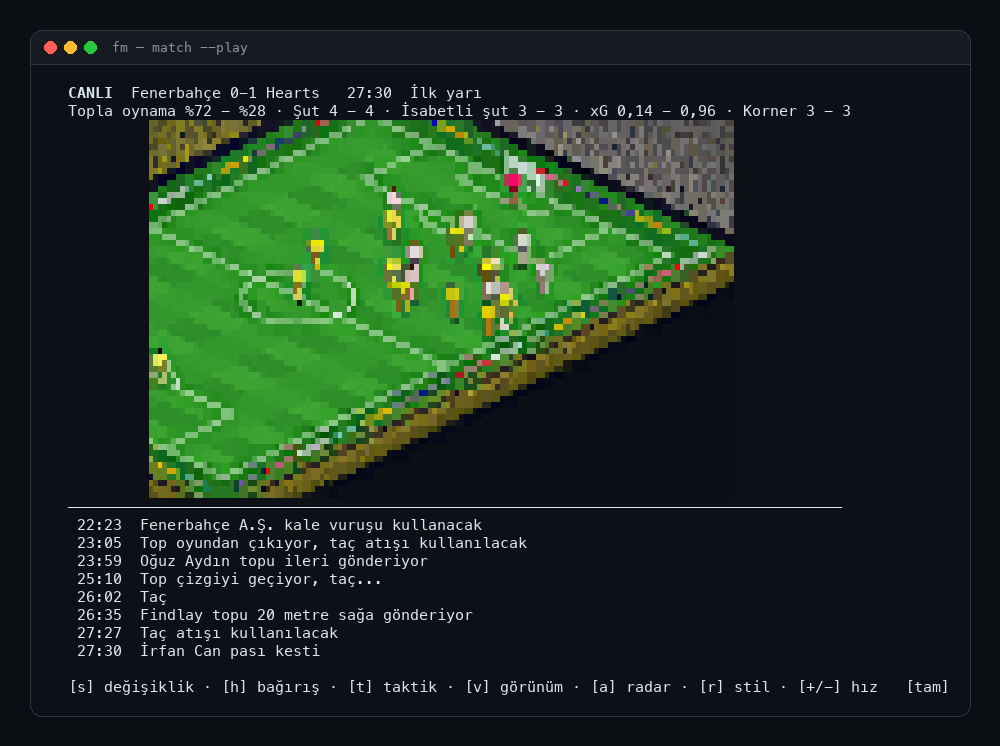 fm — match --play
CANLI Fenerbahçe 0–1 Hearts 27:30 İlk yarı
Topla oynama %72 – %28 · Şut 4 – 4 · İsabetli şut 3 – 3 · xG 0,14 – 0,96 · Korner 3 – 3
22:23 Fenerbahçe A.Ş. kale vuruşu kullanacak
23:05 Top oyundan çıkıyor, taç atışı kullanılacak
23:59 Oğuz Aydın topu ileri gönderiyor
25:10 Top çizgiyi geçiyor, taç...
26:02 Taç
26:35 Findlay topu 20 metre sağa gönderiyor
27:27 Taç atışı kullanılacak
27:30 İrfan Can pası kesti
[s] değişiklik · [h] bağırış · [t] taktik · [v] görünüm · [a] radar · [r] stil · [+/−] hız [tam]